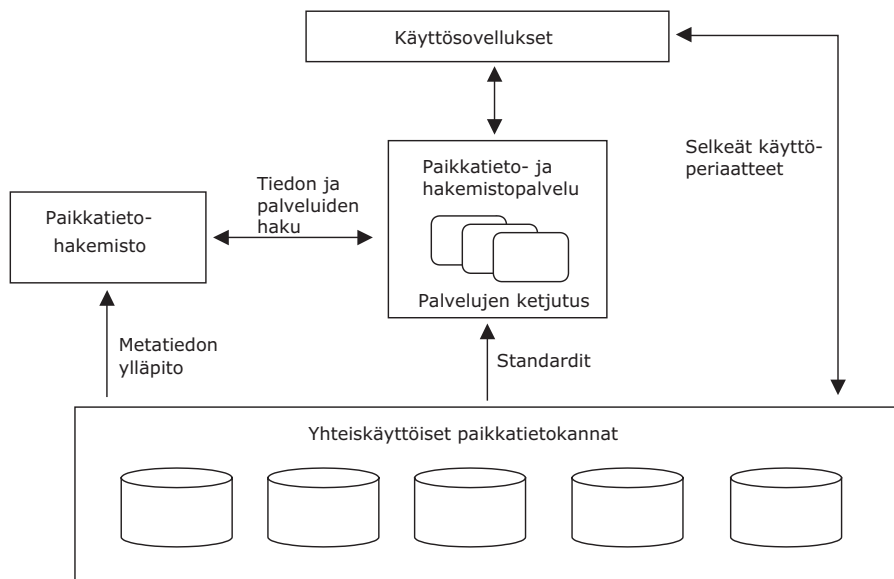 Käyttösovellukset
Selkeät käyttö-
periaatteet
Paikkatieto- ja
hakemistopalvelu
Tiedon ja
palveluiden
haku
Paikkatieto-
hakemisto
Palvelujen ketjutus
Metatiedon
ylläpito
Standardit
Yhteiskäyttöiset paikkatietokannat